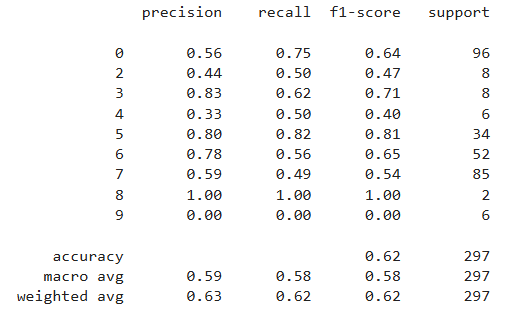 precision recall f1-score support
0 0.56 0.75 0.64 96
2 0.44 0.50 0.47 8
3 0.83 0.62 0.71 8
4 0.33 0.50 0.40 6
5 0.80 0.82 0.81 34
6 0.78 0.56 0.65 52
7 0.59 0.49 0.54 85
8 1.00 1.00 1.00 2
9 0.00 0.00 0.00 6
accuracy 0.62 297
macro avg 0.59 0.58 0.58 297
weighted avg 0.63 0.62 0.62 297